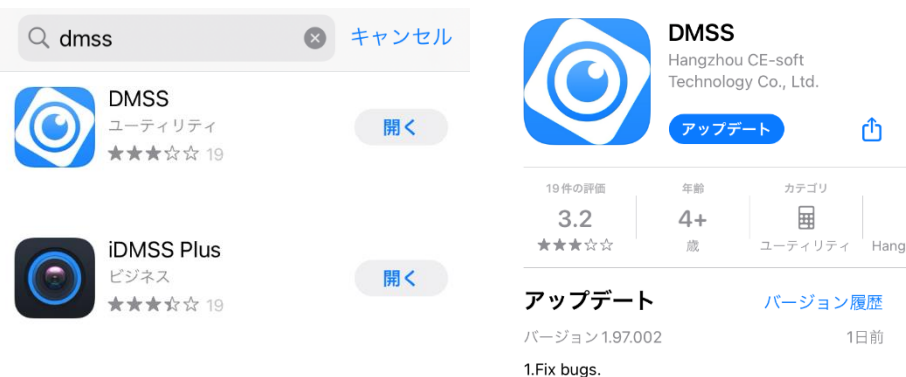 dmss
キャンセル
DMSS
ユーティリティ
19
開く
iDMSS Plus
ビジネス
19
開く
DMSS
Hangzhou CE-soft
Technology Co., Ltd.
アップデート
19件の評価
年齢
カテゴリ
3.2
4+
歳
ユーティリティ
Hang
アップデート
バージョン履歴
バージョン 1.97.002
1日前
1.Fix bugs.